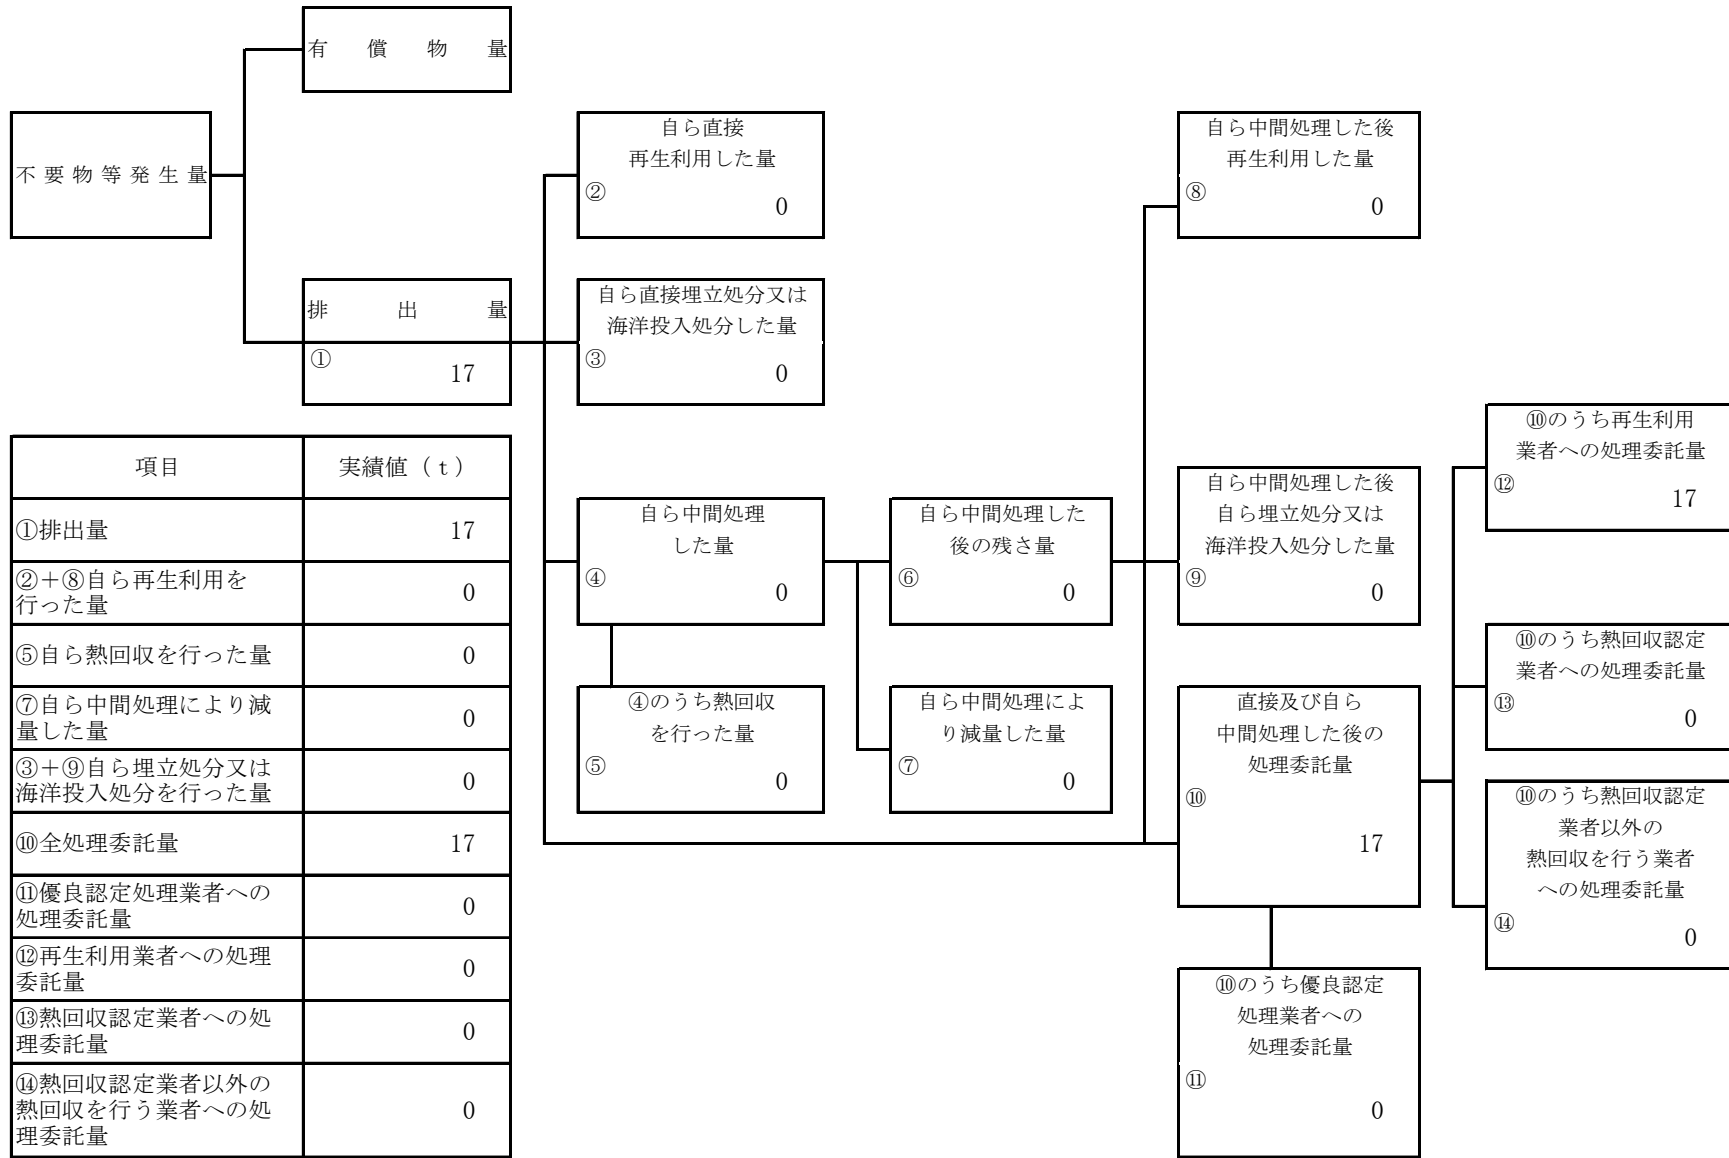 有償物量
不要物等発生量
排出量
①
17
自ら直接
再生利用した量
②
0
自ら直接埋立処分又は
海洋投入処分した量
③
0
自ら中間処理
した量
④
0
④のうち熱回収
を行った量
⑤
0
自ら中間処理した
後の残さ量
⑥
0
自ら中間処理によ
り減量した量
⑦
0
自ら中間処理した後
再生利用した量
⑧
0
自ら中間処理した後
自ら埋立処分又は
海洋投入処分した量
⑨
0
直接及び自ら
中間処理した後の
処理委託量
⑩
17
⑩のうち優良認定
処理業者への
処理委託量
⑪
0
⑩のうち再生利用
業者への処理委託量
⑫
17
⑩のうち熱回収認定
業者への処理委託量
⑬
0
⑩のうち熱回収認定
業者以外の
熱回収を行う業者
への処理委託量
⑭
0
項目 実績値（ｔ）
①排出量 17
②＋⑧自ら再生利用を
行った量 0
⑤自ら熱回収を行った量 0
⑦自ら中間処理により減
量した量 0
③＋⑨自ら埋立処分又は
海洋投入処分を行った量 0
⑩全処理委託量 17
⑪優良認定処理業者への
処理委託量 0
⑫再生利用業者への処理
委託量 0
⑬熱回収認定業者への処
理委託量 0
⑭熱回収認定業者以外の
熱回収を行う業者への処
理委託量 0